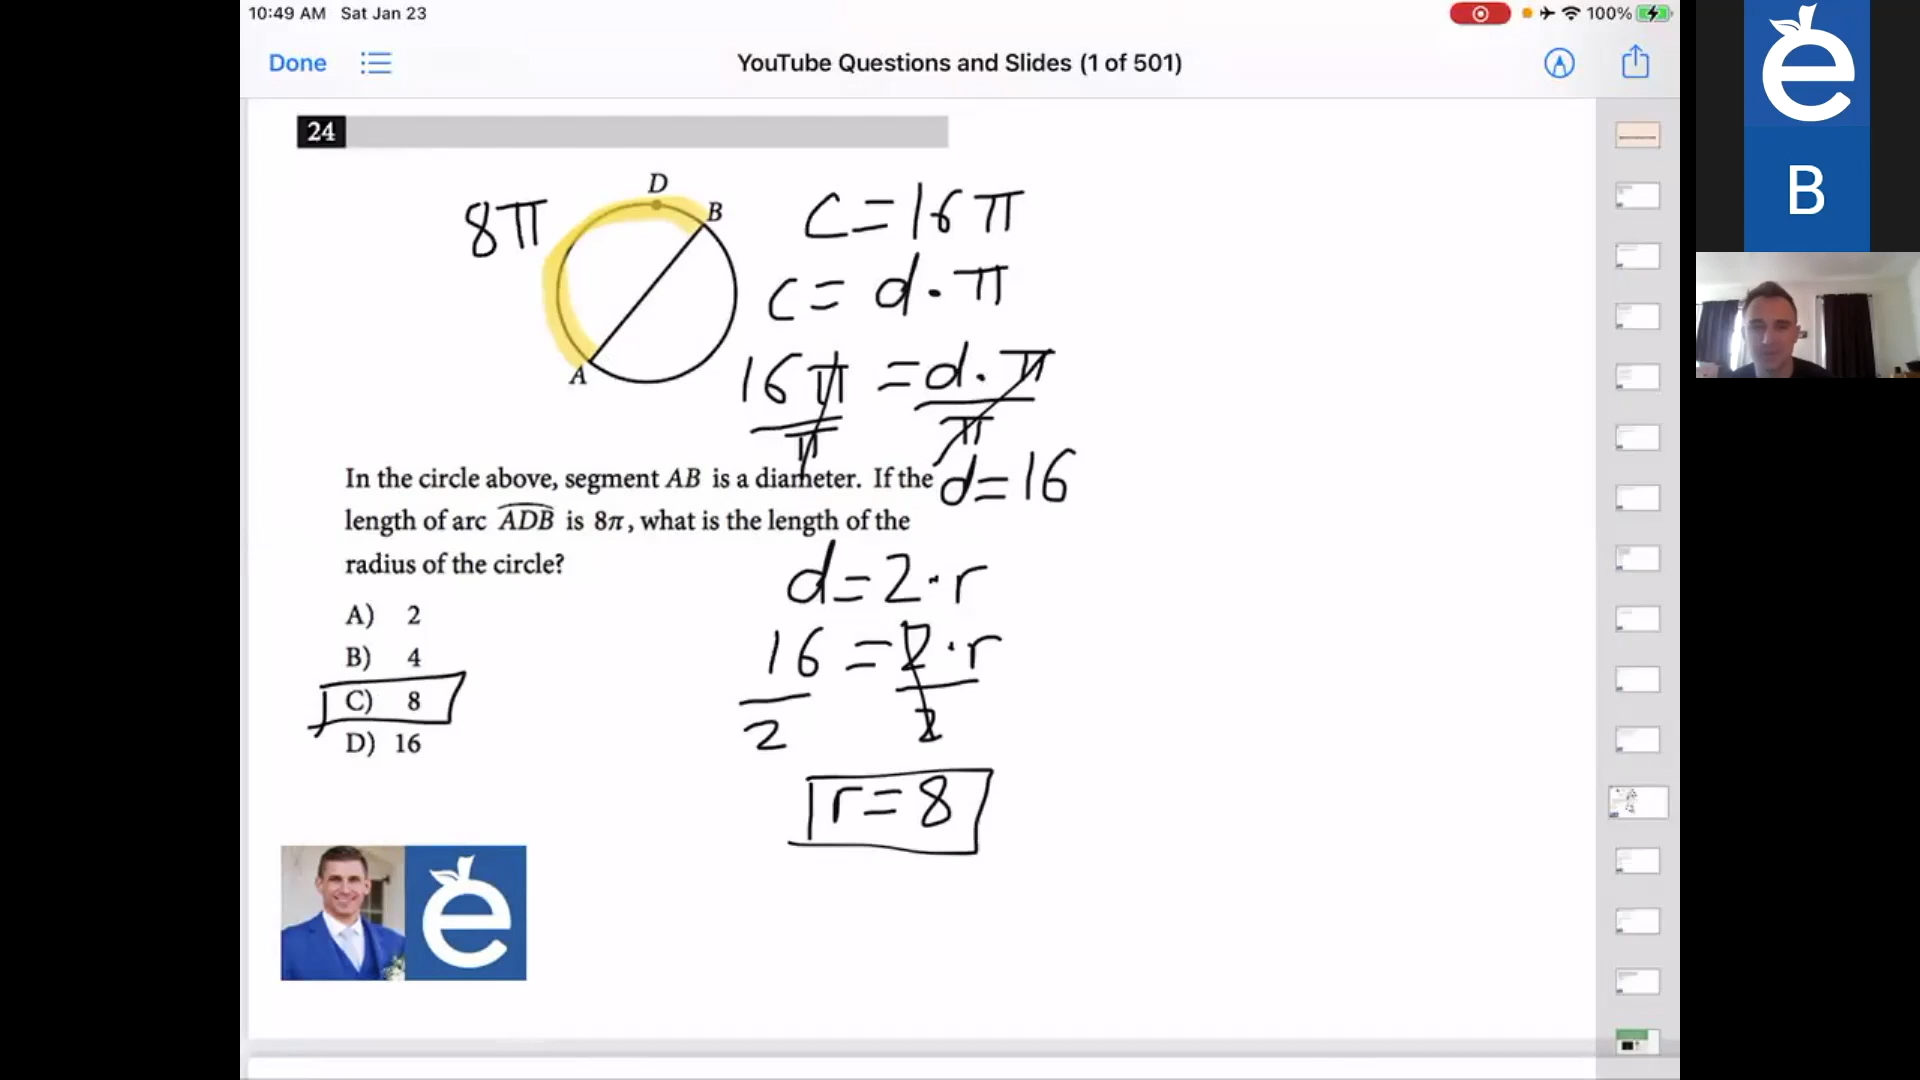 10:49 AM Sat Jan 23
100%
Done
YouTube Questions and Slides (1 of 501)
e
B
24
8π
D
B
A
C=16π
C= d·π
16π = d·π
π π
d=16
In the circle above, segment AB is a diameter. If the
length of arc ADB is 8π, what is the length of the
radius of the circle?
A) 2
B) 4
C) 8
D) 16
d=2·r
16=2·r
2 2
r=8
e